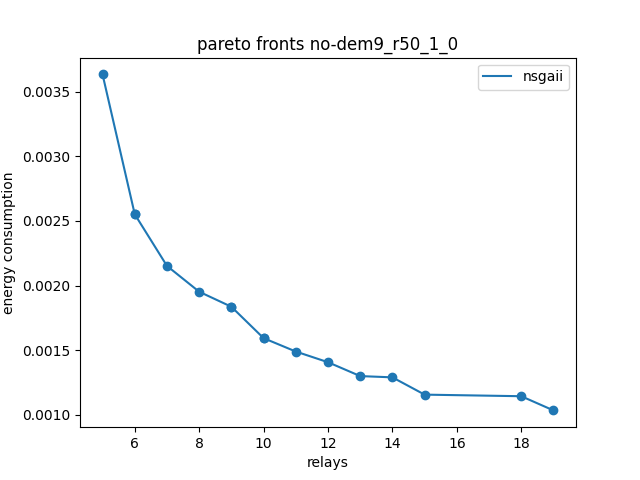 pareto fronts no-dem9_r50_1_0
nsgaii
0.0035
0.0030
0.0025
0.0020
0.0015
0.0010
energy consumption
6 8 10 12 14 16 18
relays